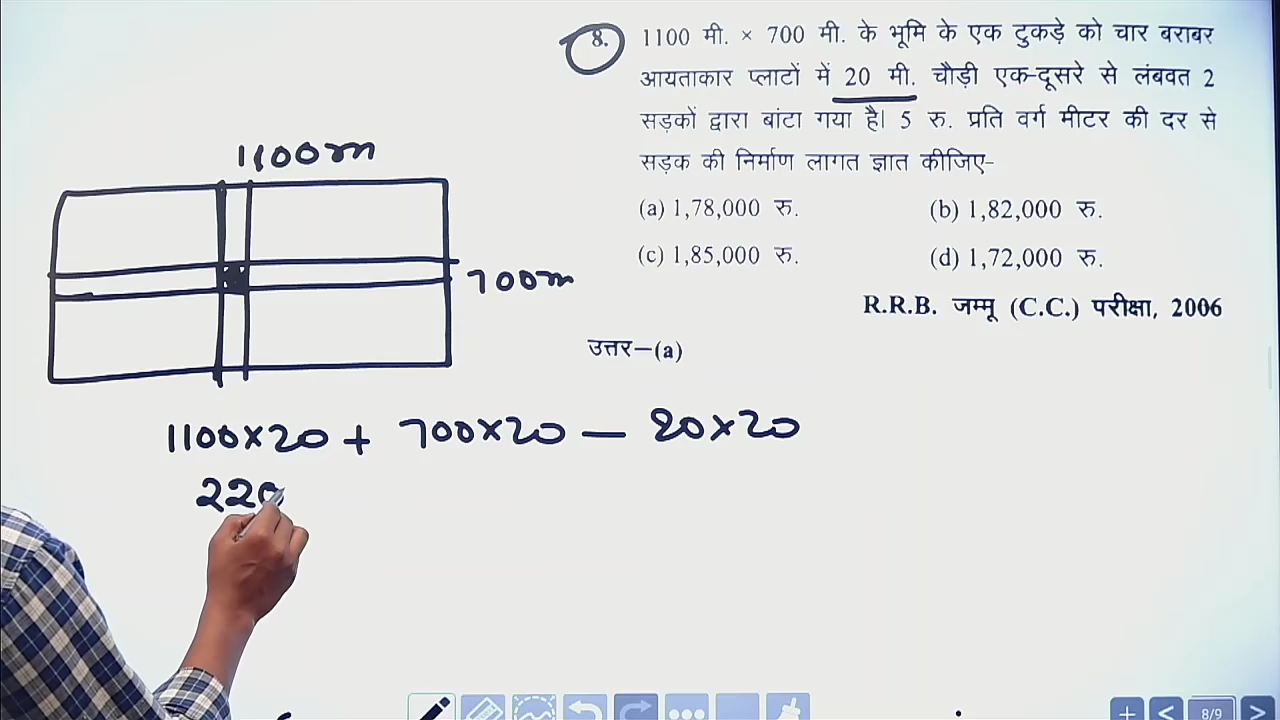 8. 1100 मी. × 700 मी. के भूमि के एक टुकड़े को चार बराबर
आयताकार प्लाटों में 20 मी. चौड़ी एक-दूसरे से लंबवत 2
सड़कों द्वारा बांटा गया है। 5 रु. प्रति वर्ग मीटर की दर से
सड़क की निर्माण लागत ज्ञात कीजिए-
(a) 1,78,000 रु. (b) 1,82,000 रु.
(c) 1,85,000 रु. (d) 1,72,000 रु.
R.R.B. जम्मू (C.C.) परीक्षा, 2006
उत्तर–(a)
1100m
700m
1100×20 + 700×20 – 20×20
220
8/9